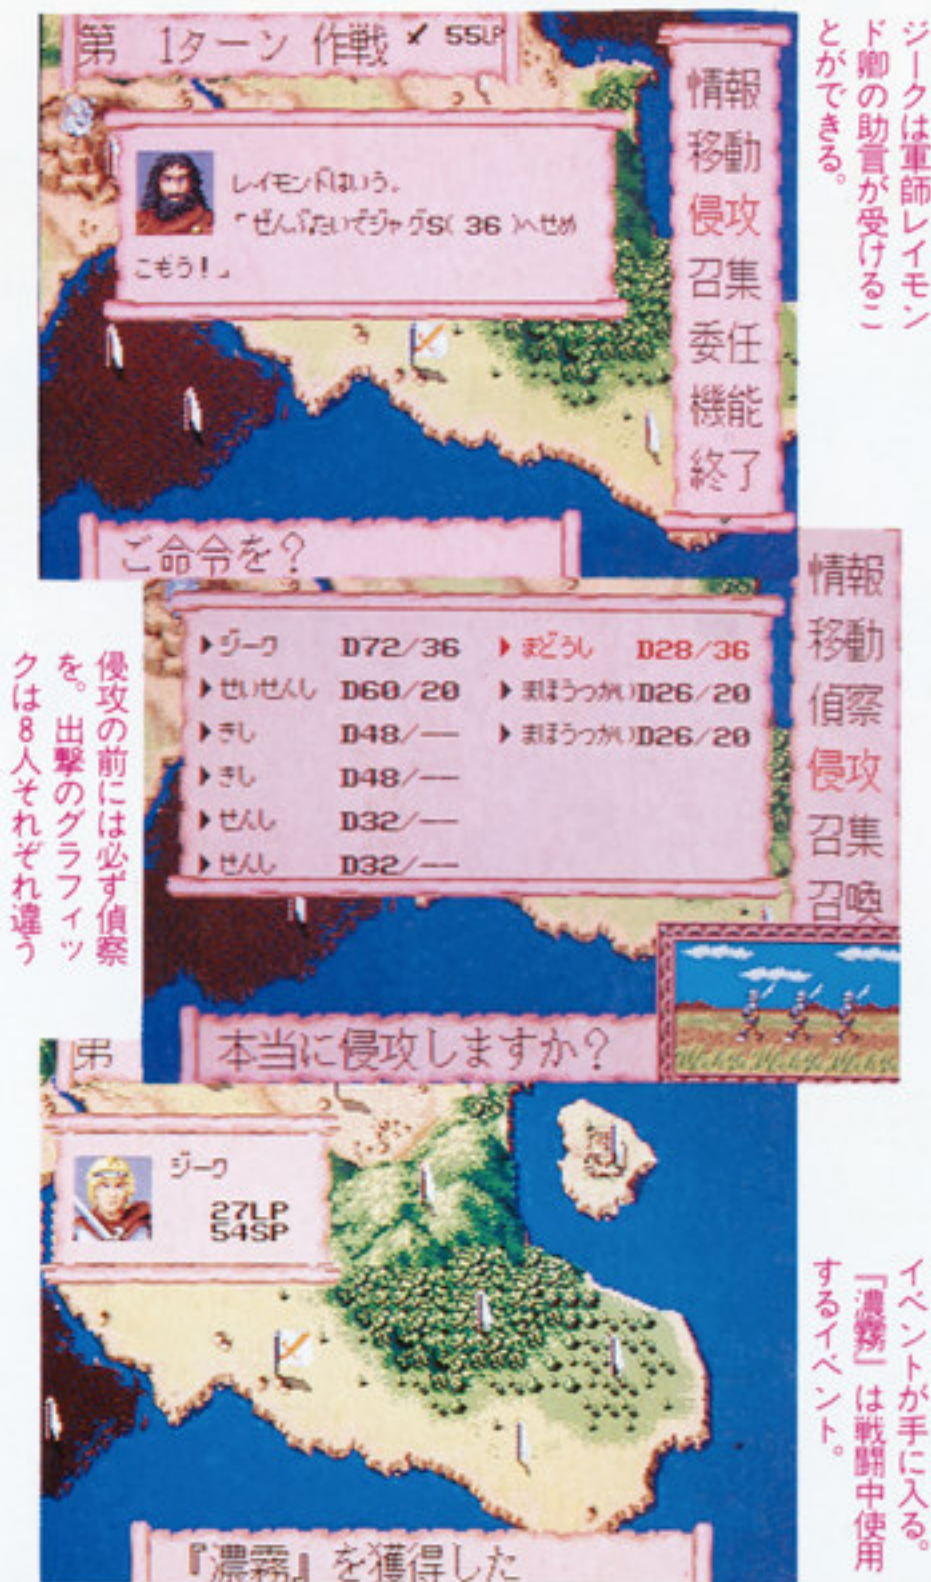 第 1ターン 作戦 55LP
レイモンドはいう。
「ぜんぶたいでジャグS( 36 )へせめ
こもう!」
情報
移動
侵攻
召集
委任
機能
終了
ご命令を?
ジークは軍師レイモン
ド卿の助言が受けるこ
とができる。
▶ジーク D72/36
▶せいせんし D60/20
▶きし D48/--
▶きし D48/--
▶せんし D32/--
▶せんし D32/--
▶まどうし D28/36
▶まほうつかい D26/20
▶まほうつかい D26/20
情報
移動
偵察
侵攻
召集
召喚
本当に侵攻しますか?
侵攻の前には必ず偵察
を。出撃のグラフィッ
クは8人それぞれ違う
第
ジーク
27LP
54SP
『濃霧』を獲得した
イベントが手に入る。
『濃霧』は戦闘中使用
するイベント。